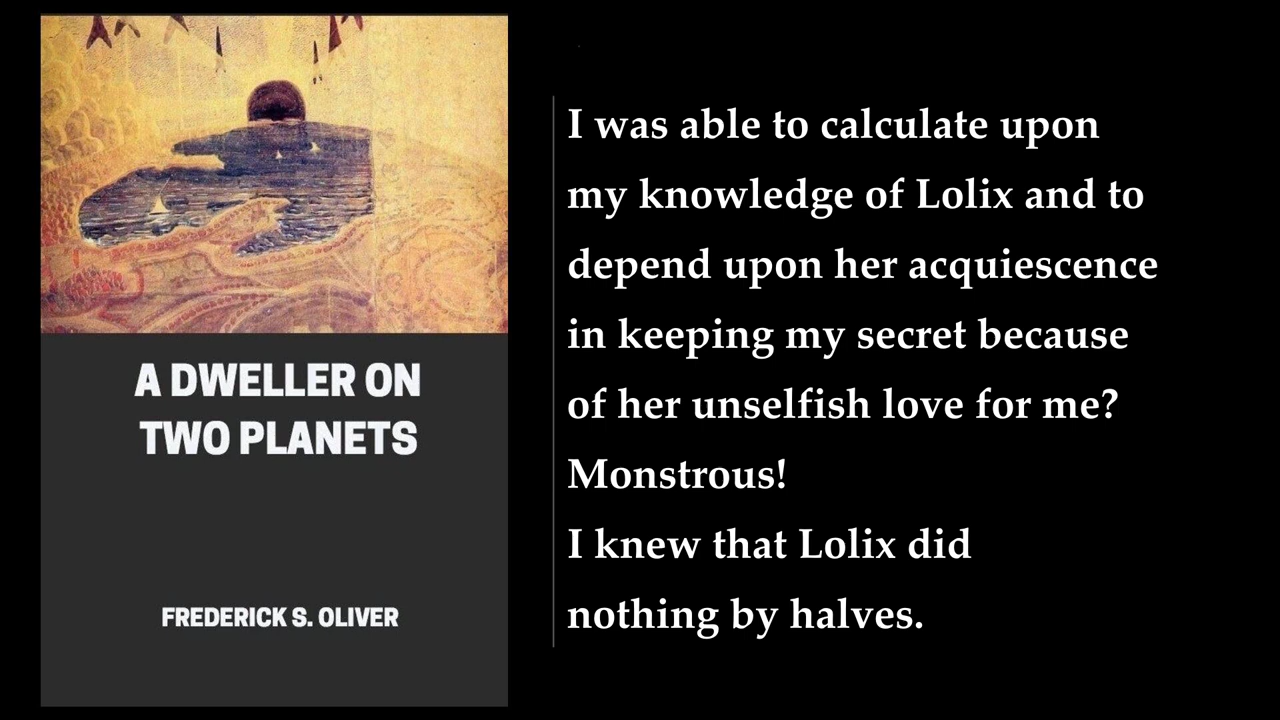 A DWELLER ON
TWO PLANETS
FREDERICK S. OLIVER
I was able to calculate upon
my knowledge of Lolix and to
depend upon her acquiescence
in keeping my secret because
of her unselfish love for me?
Monstrous!
I knew that Lolix did
nothing by halves.